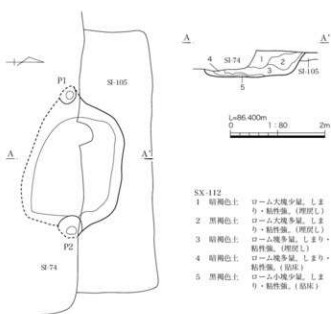 P1
SI-105
A
A'
SI-74
P2
A
A'
SI-74
1
2
3
4
5
SI-105
L=86.400m
0 1:80 2m
SX-112
1 暗褐色土 ローム大塊少量。しま
り・粘性強。(埋戻し)
2 黒褐色土 ローム大塊多量。しま
り・粘性強。(埋戻し)
3 暗褐色土 ローム塊多量。しまり・
粘性強。(埋戻し)
4 暗褐色土 ローム塊多量。しまり・
粘性強。(貼床)
5 黒褐色土 ローム小塊少量。しま
り・粘性強。(貼床)